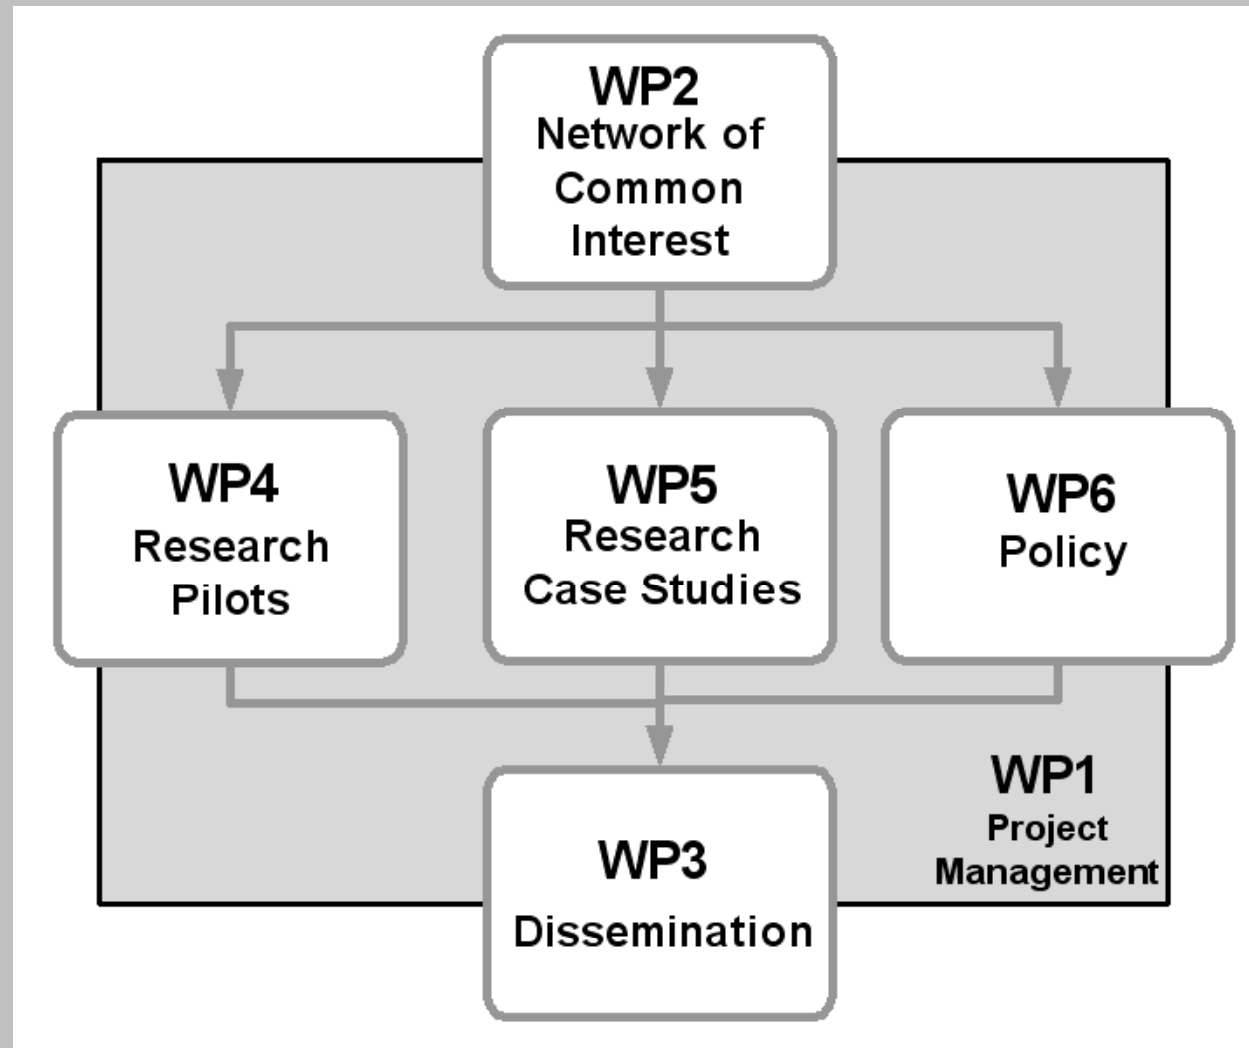 WP2
Network of
Common
Interest
WP4
Research
Pilots
WP5
Research
Case Studies
WP6
Policy
WP1
Project
Management
WP3
Dissemination